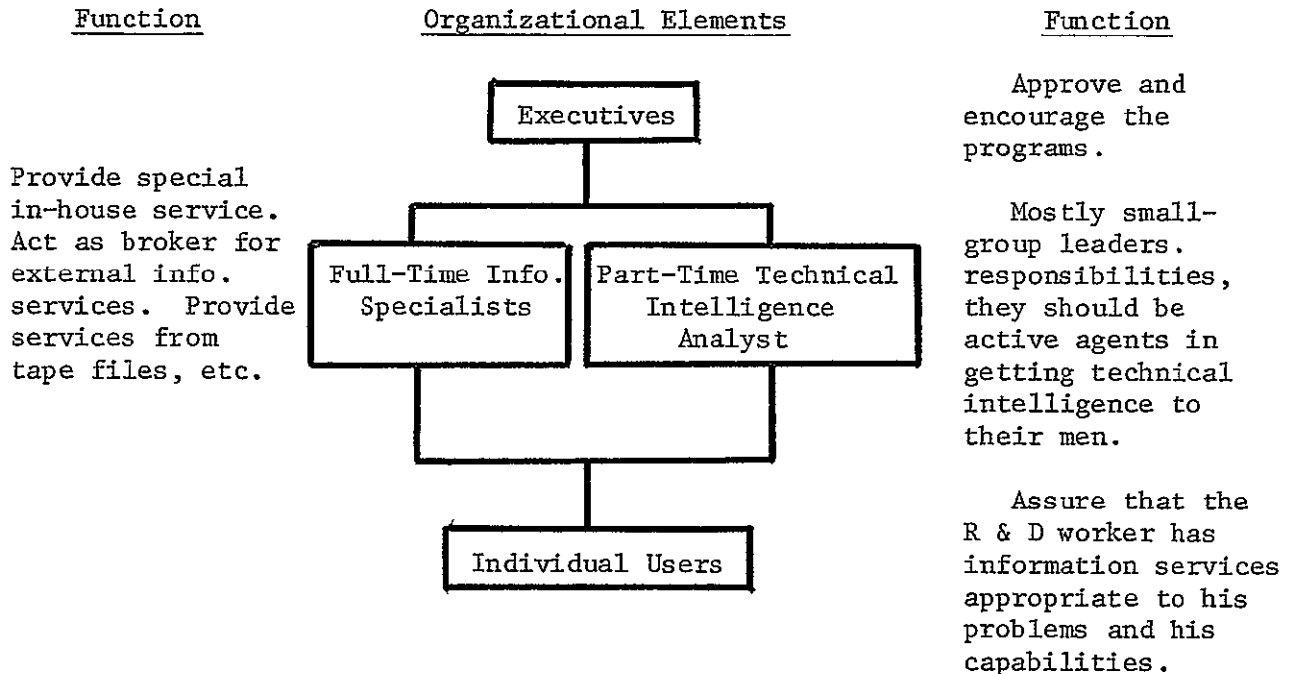 Function
Organizational Elements
Function
Executives
Provide special
in-house service.
Act as broker for
external info.
services. Provide
services from
tape files, etc.
Full-Time Info.
Specialists
Part-Time Technical
Intelligence
Analyst
Individual Users
Approve and
encourage the
programs.
Mostly small-
group leaders.
responsibilities,
they should be
active agents in
getting technical
intelligence to
their men.
Assure that the
R & D worker has
information services
appropriate to his
problems and his
capabilities.